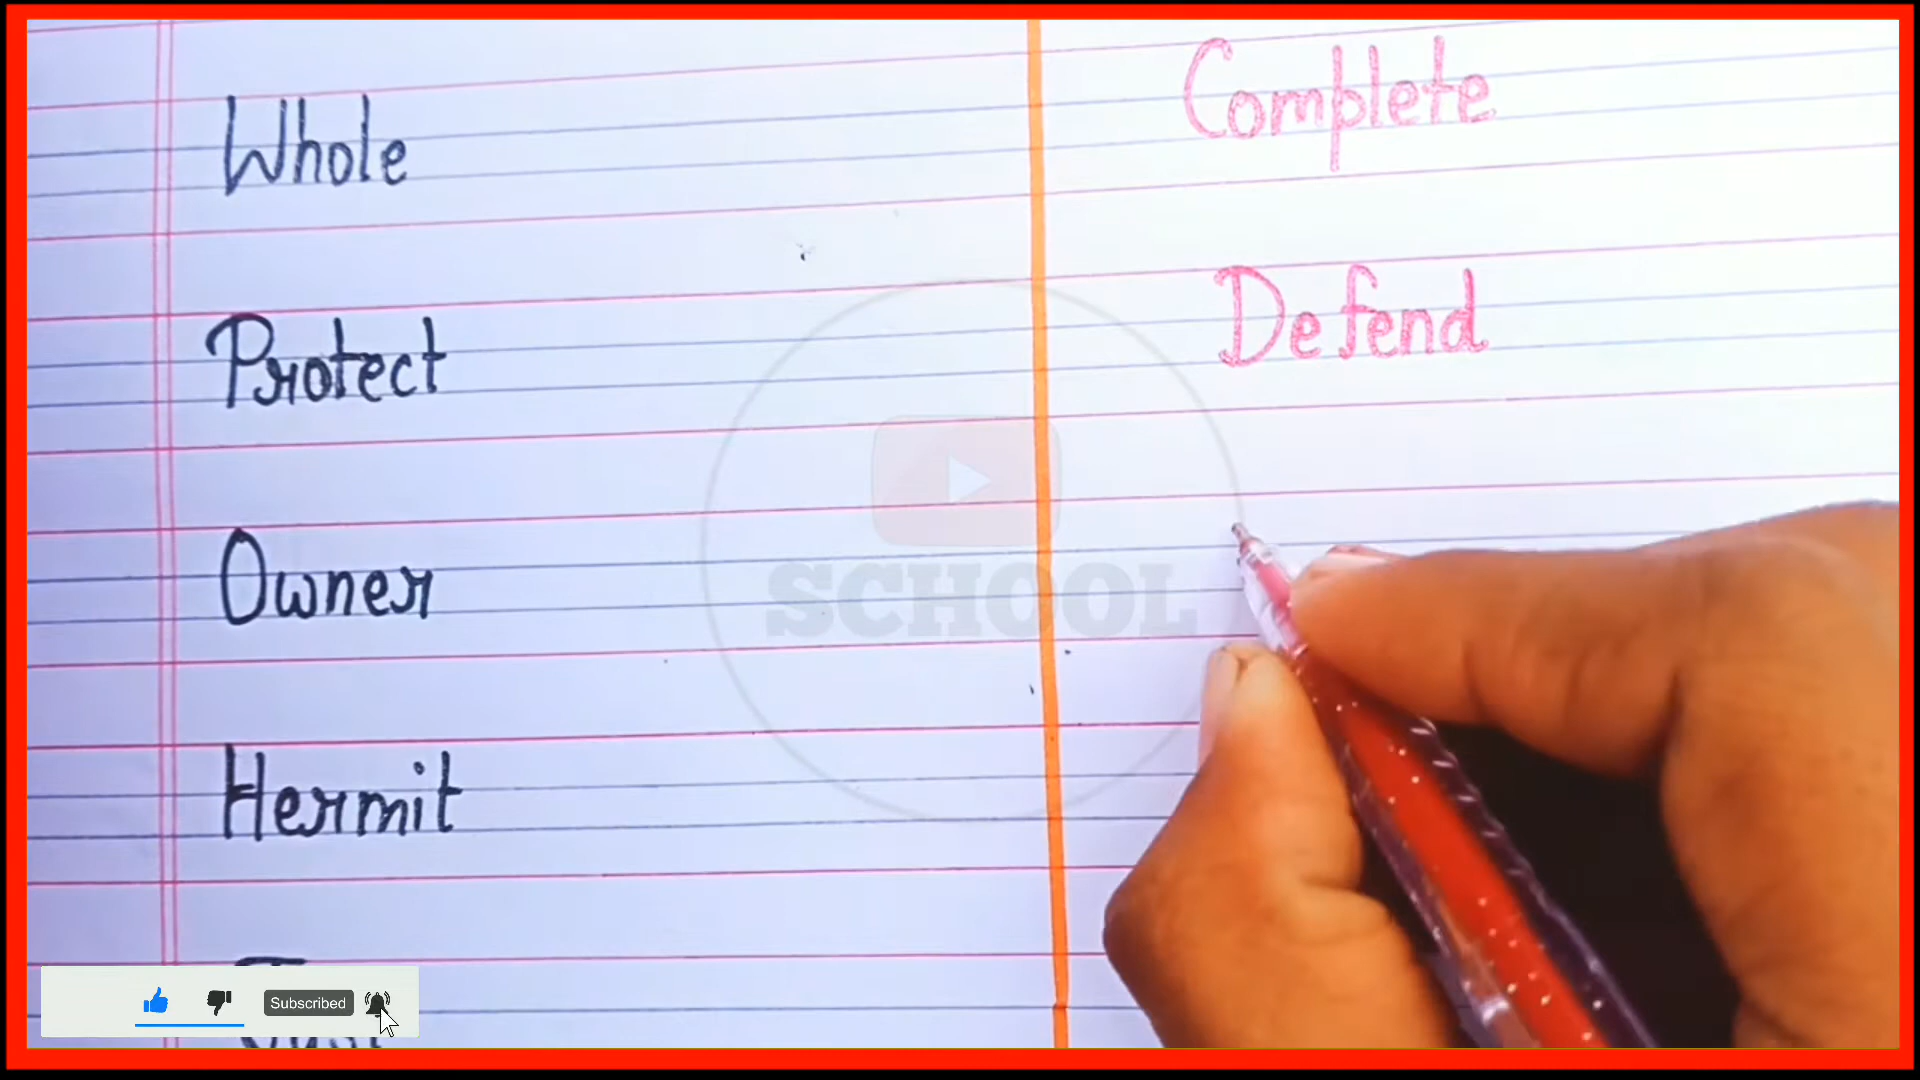 Whole Complete
Protect Defend
SCHOOL
Owner
Hermit
Subscribed